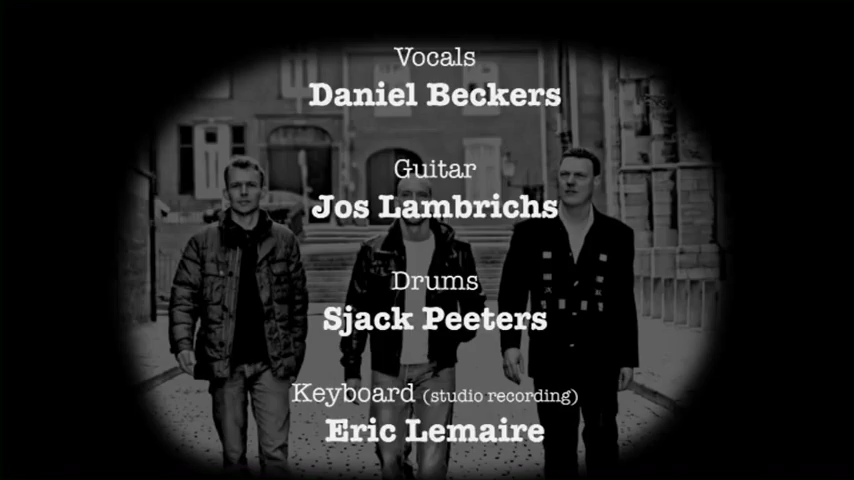 Vocals
Daniel Beckers
Guitar
Jos Lambrichs
Drums
Sjack Peeters
Keyboard (studio recording)
Eric Lemaire